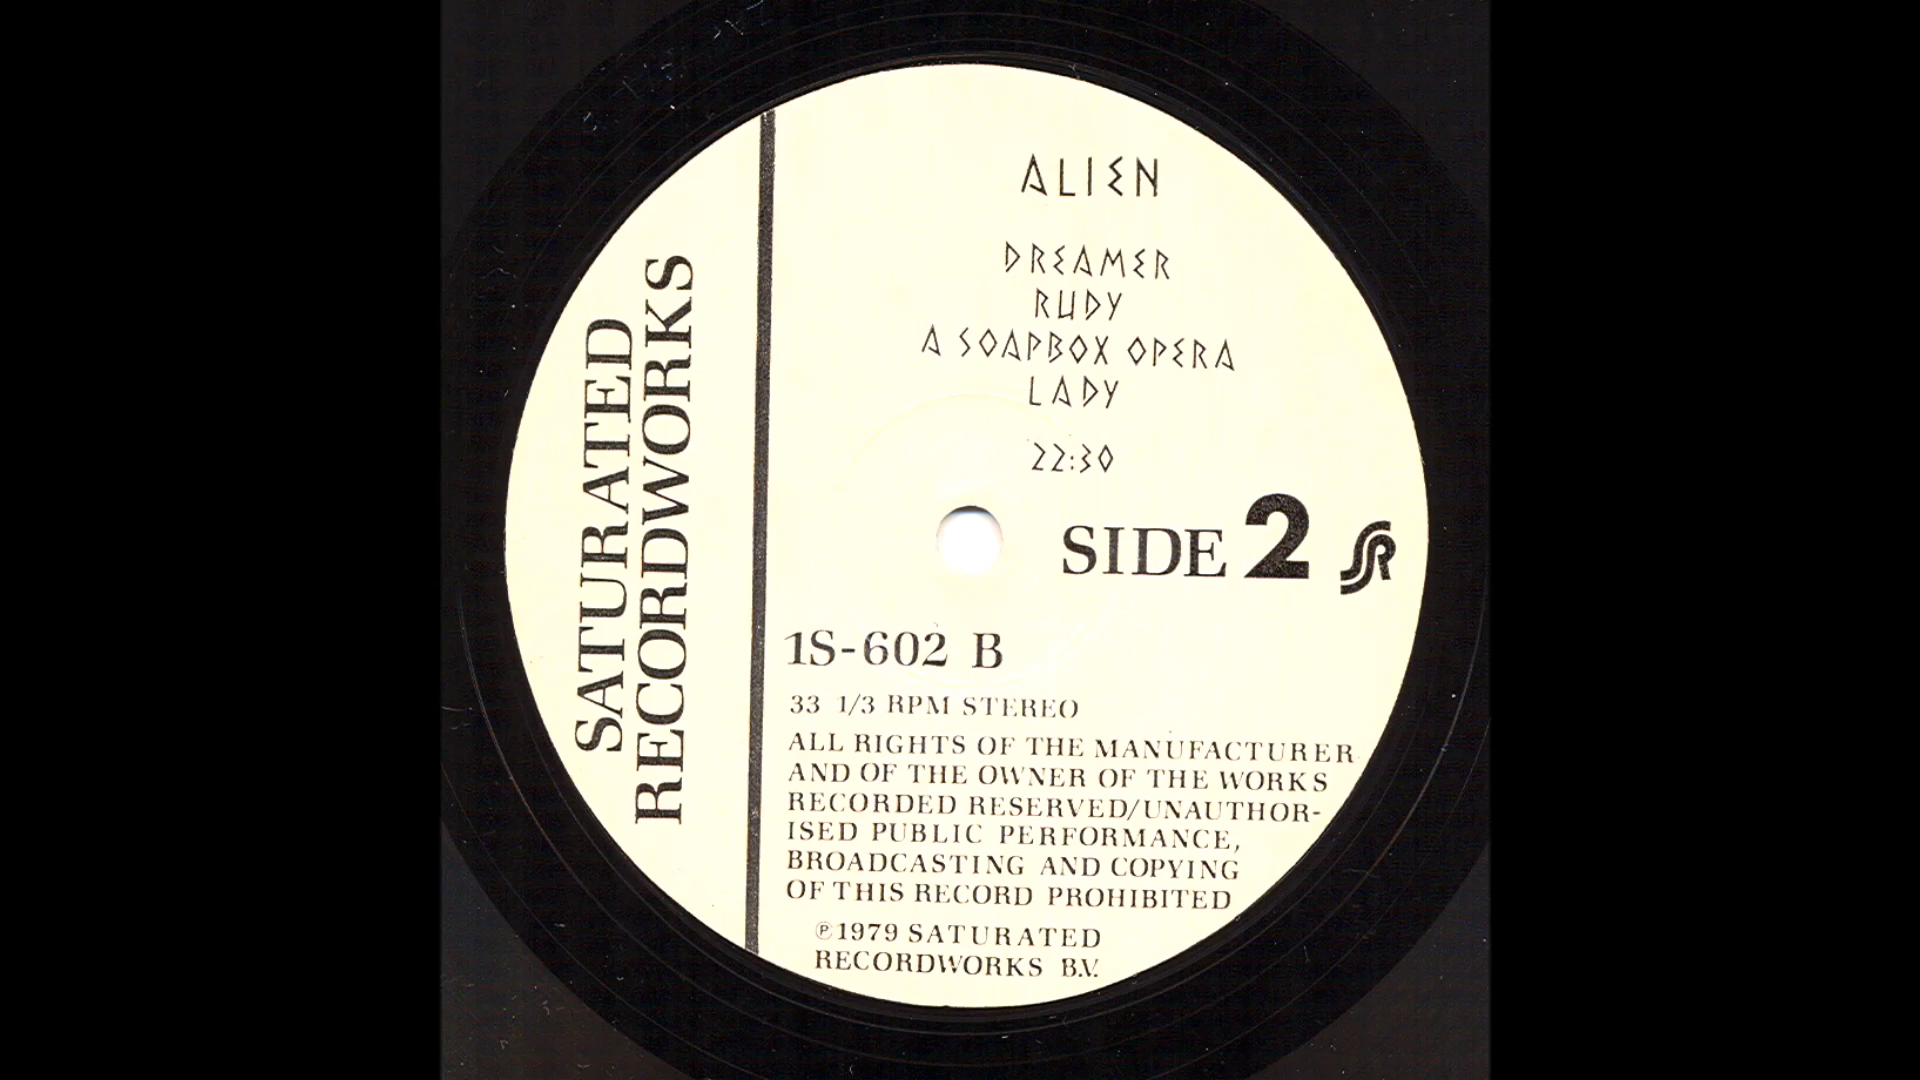 SATURATED
RECORDWORKS
ALIEN
DREAMER
RUDY
A SOAPBOX OPERA
LADY
22:30
SIDE 2 SR
1S-602 B
33 1/3 RPM STEREO
ALL RIGHTS OF THE MANUFACTURER
AND OF THE OWNER OF THE WORKS
RECORDED RESERVED/UNAUTHOR-
ISED PUBLIC PERFORMANCE,
BROADCASTING AND COPYING
OF THIS RECORD PROHIBITED
℗1979 SATURATED
RECORDWORKS B.V.